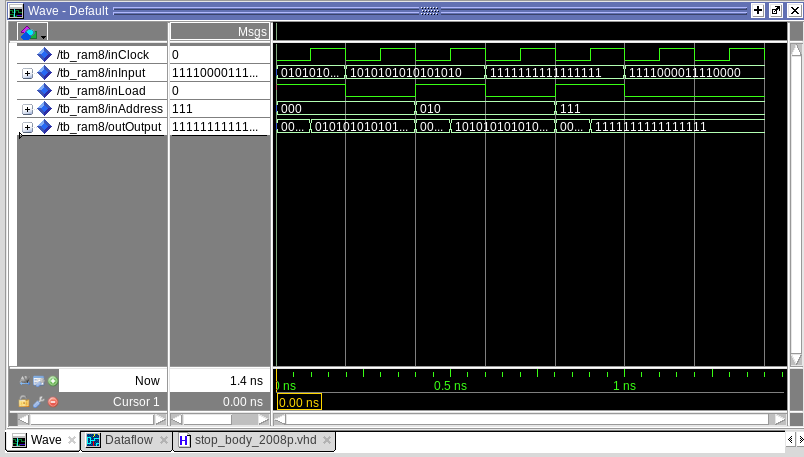 Wave - Default
Msgs
/tb_ram8/inClock 0
/tb_ram8/inInput 11110000111... 0101010... 1010101010101010 1111111111111111 1111000011110000
/tb_ram8/inLoad 0
/tb_ram8/inAddress 111 000 010 111
/tb_ram8/outOutput 11111111111... 00... 010101010101... 00... 101010101010... 00... 1111111111111111
Now 1.4 ns ns 0.5 ns 1 ns
Cursor 1 0.00 ns 0.00 ns
Wave Dataflow H stop_body_2008p.vhd